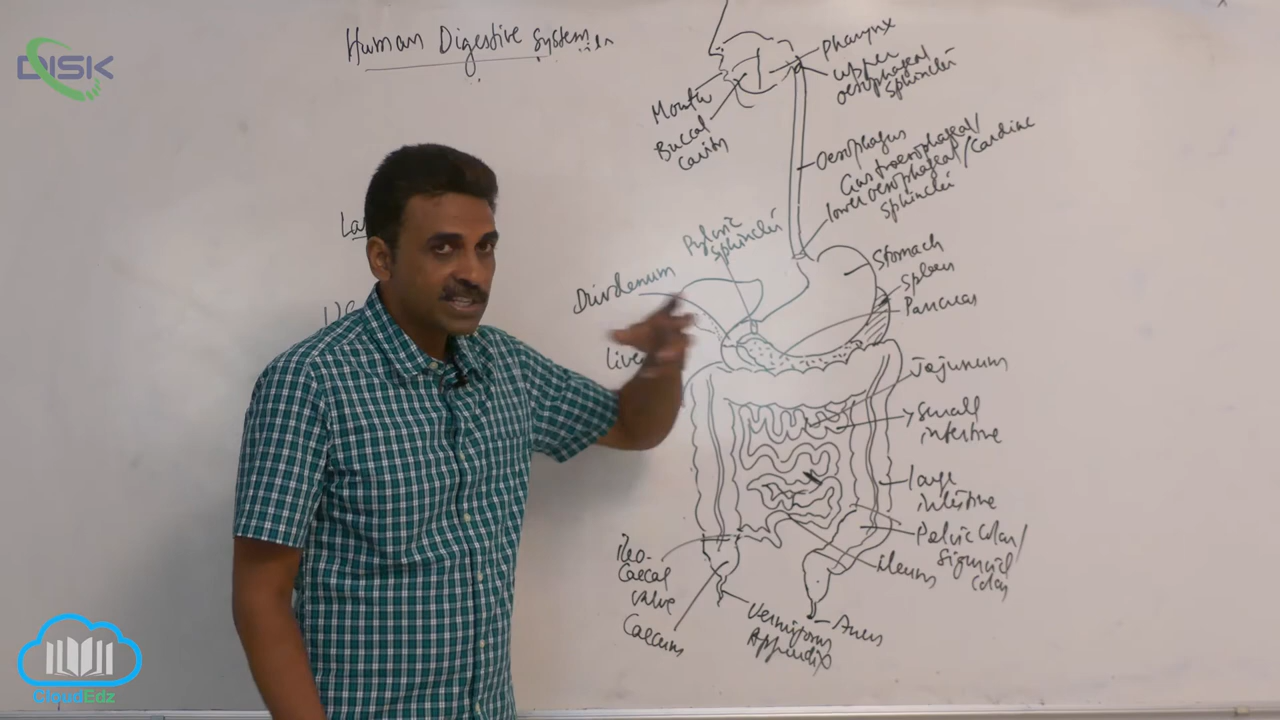 DISK
Human Digestive System
Pharynx
upper
oesophageal
sphincter
Mouth
Buccal
cavity
Oesophagus
Gastroesophageal/
lower oesophageal/Cardiac
sphincter
Pyloric
sphincter
Duodenum
Stomach
spleen
Pancreas
Live
Jejunum
Small
intestine
large
intestine
Pelvic colon/
Sigmoid
colon
Ileum
Ileo-
Caecal
valve
Caecum
Vermiform
Appendix
Anus
CloudEdz